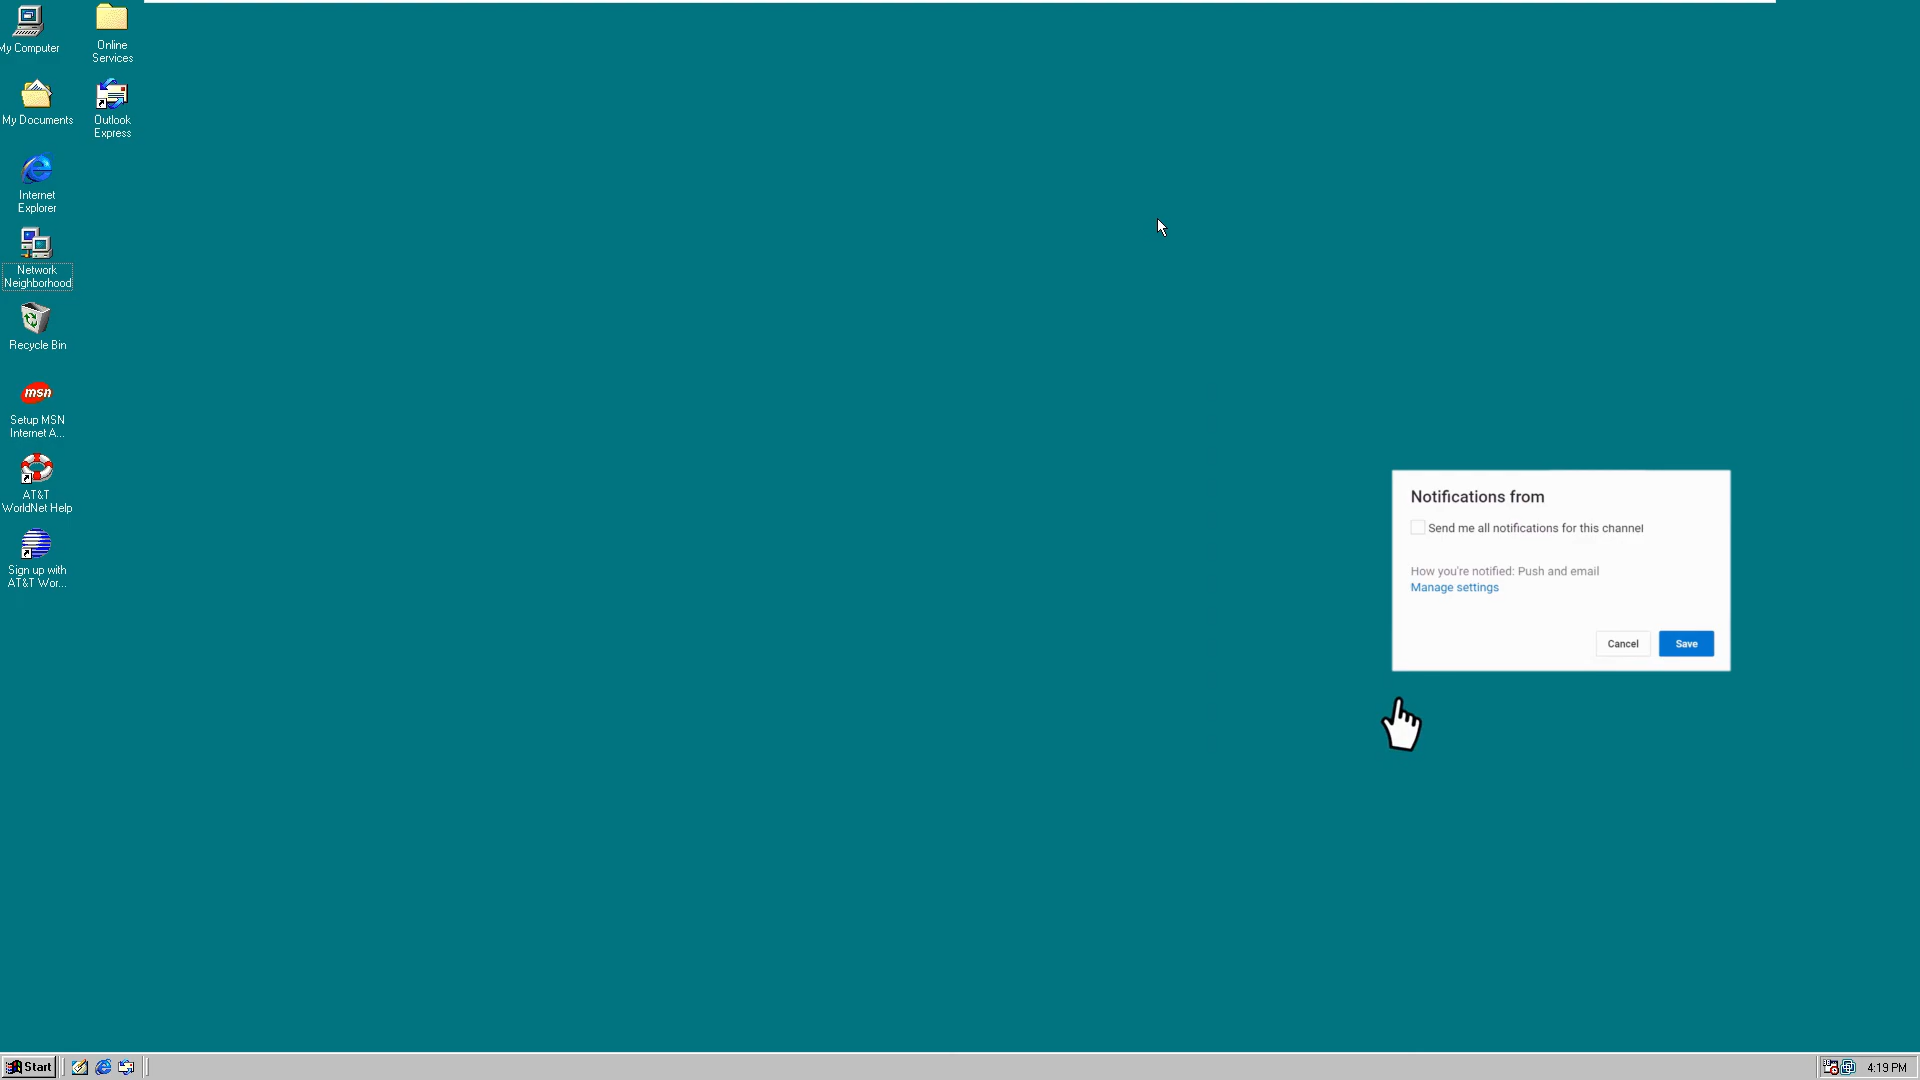 My Computer
Online
Services
My Documents
Outlook
Express
Internet
Explorer
Network
Neighborhood
Recycle Bin
msn
Setup MSN
Internet A...
AT&T
WorldNet Help
Sign up with
AT&T Wor...
Notifications from
Send me all notifications for this channel
How you're notified: Push and email
Manage settings
Cancel
Save
Start
4:19 PM